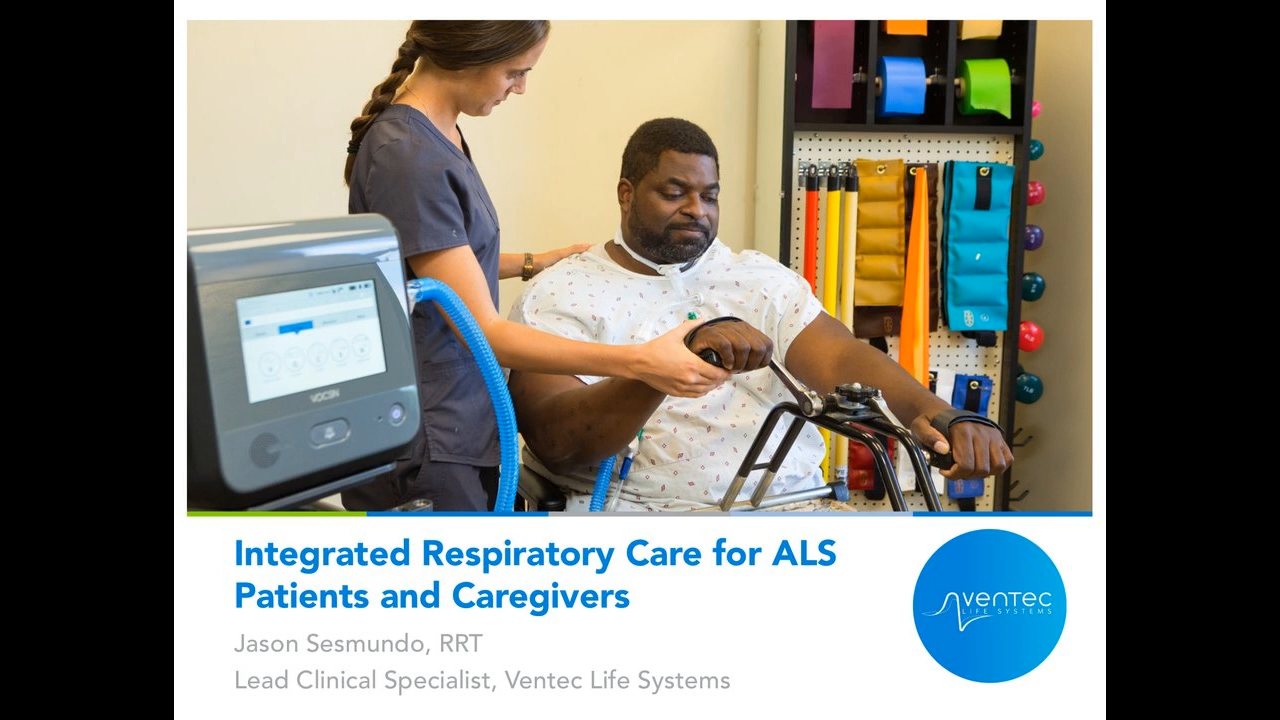 VOCSN
Integrated Respiratory Care for ALS
Patients and Caregivers
Jason Sesmundo, RRT
Lead Clinical Specialist, Ventec Life Systems
VENTEC
LIFE SYSTEMS